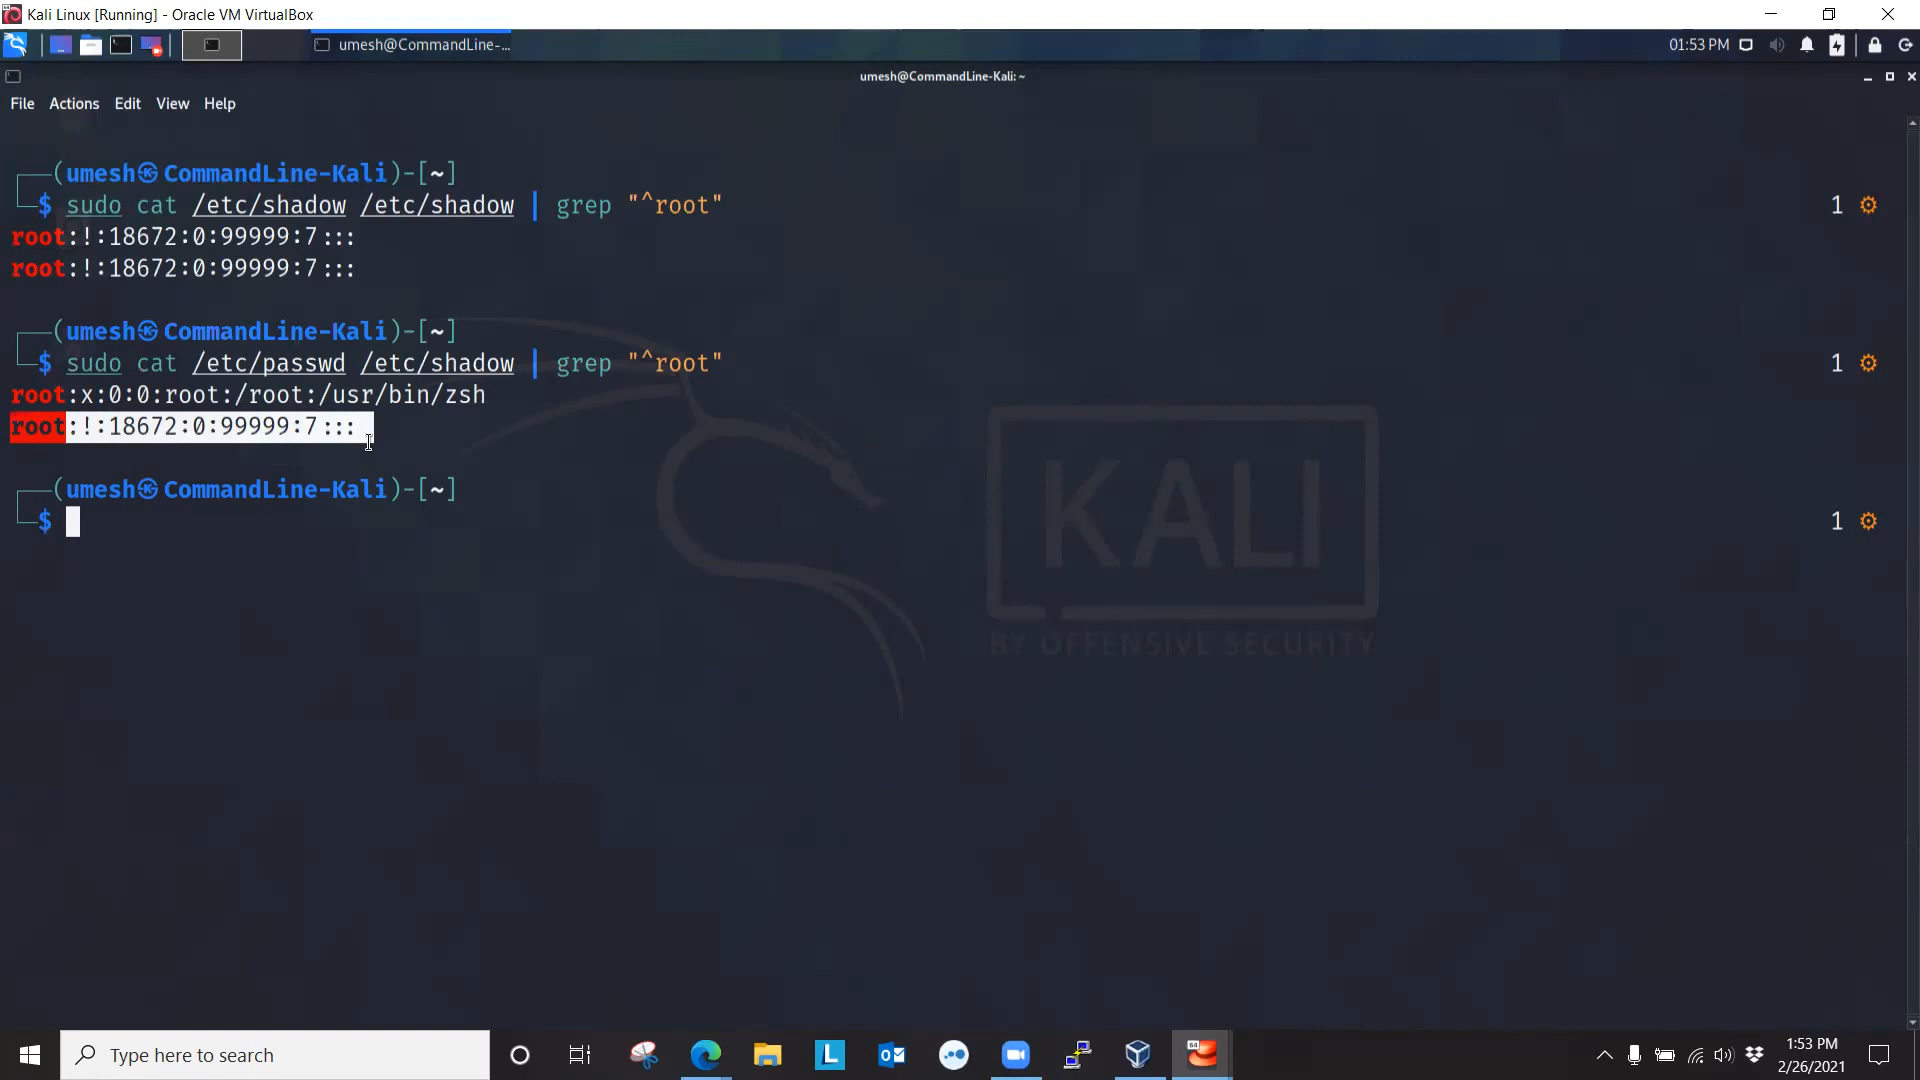 Kali Linux [Running] - Oracle VM VirtualBox
umesh@CommandLine-...
01:53 PM
umesh@CommandLine-Kali: ~
File Actions Edit View Help
(umesh㉿CommandLine-Kali)-[~]
$ sudo cat /etc/shadow /etc/shadow | grep "^root"
1
root:!:18672:0:99999:7:::
root:!:18672:0:99999:7:::
(umesh㉿CommandLine-Kali)-[~]
$ sudo cat /etc/passwd /etc/shadow | grep "^root"
1
root:x:0:0:root:/root:/usr/bin/zsh
root:!:18672:0:99999:7:::
(umesh㉿CommandLine-Kali)-[~]
$
1
KALI
BY OFFENSIVE SECURITY
Type here to search
L
64
1:53 PM
2/26/2021